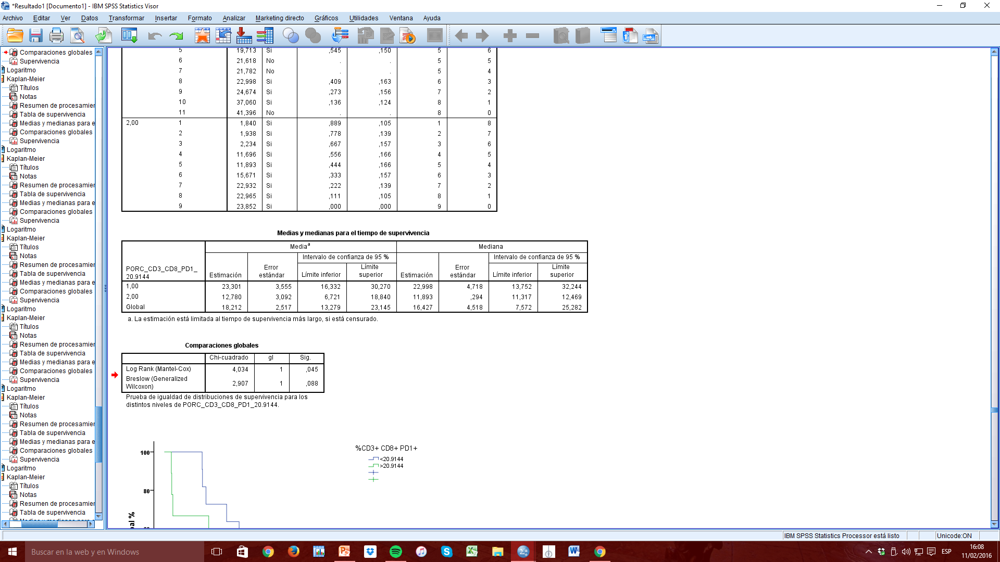 *Resultado1 [Documento1] - IBM SPSS Statistics Visor
Archivo Editar Ver Datos Transformar Insertar Formato Analizar Marketing directo Gráficos Utilidades Ventana Ayuda
Comparaciones globales
Supervivencia
Logaritmo
Kaplan-Meier
Títulos
Notas
Resumen de procesamier
Tabla de supervivencia
Medias y medianas para e
Comparaciones globales
Supervivencia
Logaritmo
Kaplan-Meier
Títulos
Notas
Resumen de procesamier
Tabla de supervivencia
Medias y medianas para e
Comparaciones globales
Supervivencia
Logaritmo
Kaplan-Meier
Títulos
Notas
Resumen de procesamier
Tabla de supervivencia
Medias y medianas para e
Comparaciones globales
Supervivencia
Logaritmo
Kaplan-Meier
Títulos
Notas
Resumen de procesamier
Tabla de supervivencia
Medias y medianas para e
Comparaciones globales
Supervivencia
Logaritmo
Kaplan-Meier
Títulos
Notas
Resumen de procesamier
Tabla de supervivencia
Medias y medianas para e
Comparaciones globales
Supervivencia
Logaritmo
Kaplan-Meier
Títulos
Notas
Resumen de procesamier
Tabla de supervivencia
5 19,713 Si ,545 ,150 5 6
6 21,618 No . . 5 5
7 21,782 No . . 5 4
8 22,998 Si ,409 ,163 6 3
9 24,674 Si ,273 ,156 7 2
10 37,060 Si ,136 ,124 8 1
11 41,396 No . . 8 0
2,00 1 1,840 Si ,889 ,105 1 8
2 1,938 Si ,778 ,139 2 7
3 2,234 Si ,667 ,157 3 6
4 11,696 Si ,556 ,166 4 5
5 11,893 Si ,444 ,166 5 4
6 15,671 Si ,333 ,157 6 3
7 22,932 Si ,222 ,139 7 2
8 22,965 Si ,111 ,105 8 1
9 23,852 Si ,000 ,000 9 0
Medias y medianas para el tiempo de supervivencia
PORC_CD3_CD8_PD1_
20.9144
Media a Mediana
Intervalo de confianza de 95 % Intervalo de confianza de 95 %
Estimación Error estándar Límite inferior Límite superior Estimación Error estándar Límite inferior Límite superior
1,00 23,301 3,555 16,332 30,270 22,998 4,718 13,752 32,244
2,00 12,780 3,092 6,721 18,840 11,893 ,294 11,317 12,469
Global 18,212 2,517 13,279 23,145 16,427 4,518 7,572 25,282
a. La estimación está limitada al tiempo de supervivencia más largo, si está censurado.
Comparaciones globales
Chi-cuadrado gl Sig.
Log Rank (Mantel-Cox) 4,034 1 ,045
Breslow (Generalized Wilcoxon) 2,907 1 ,088
Prueba de igualdad de distribuciones de supervivencia para los
distintos niveles de PORC_CD3_CD8_PD1_20.9144.
%CD3+ CD8+ PD1+
<20.9144
>20.9144
100
80
%
IBM SPSS Statistics Processor está listo
Unicode:ON
Buscar en la web y en Windows
ESP
16:08
11/02/2016